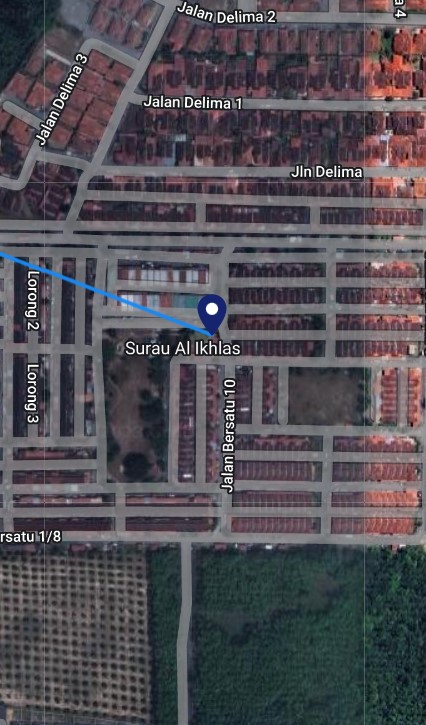 Jalan Delima 2
a 4
Jalan Delima 3
Jalan Delima 1
Jln Delima
Lorong 2
Surau Al Ikhlas
Lorong 3
Jalan Bersatu 10
rsatu 1/8